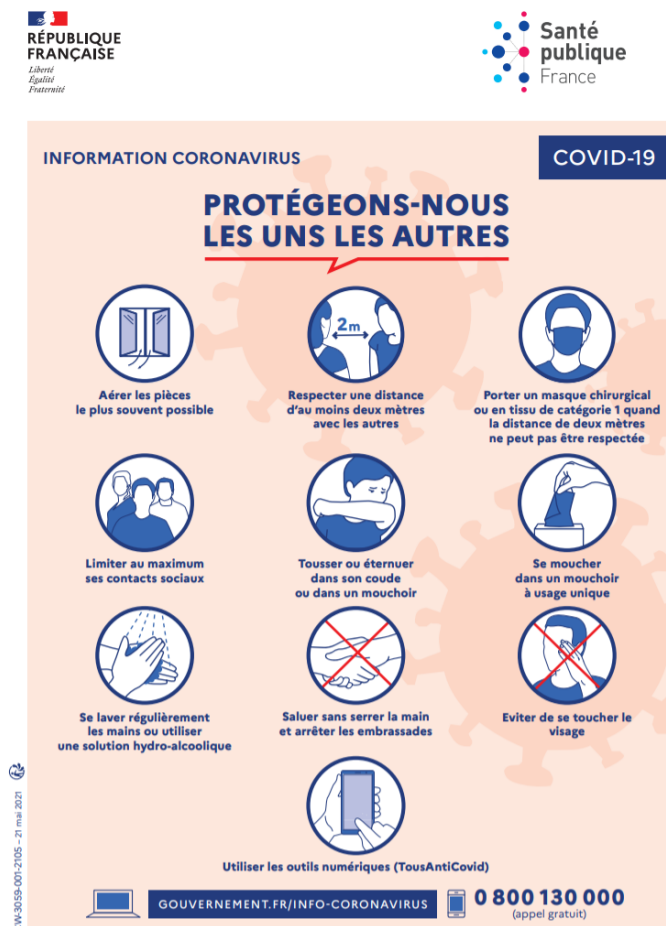 RÉPUBLIQUE
FRANÇAISE
Liberté
Égalité
Fraternité
Santé
publique
France
INFORMATION CORONAVIRUS
COVID-19
PROTÉGEONS-NOUS
LES UNS LES AUTRES
Aérer les pièces
le plus souvent possible
2m
Respecter une distance
d'au moins deux mètres
avec les autres
Porter un masque chirurgical
ou en tissu de catégorie 1 quand
la distance de deux mètres
ne peut pas être respectée
Limiter au maximum
ses contacts sociaux
Tousser ou éternuer
dans son coude
ou dans un mouchoir
Se moucher
dans un mouchoir
à usage unique
Se laver régulièrement
les mains ou utiliser
une solution hydro-alcoolique
Saluer sans serrer la main
et arrêter les embrassades
Eviter de se toucher le
visage
Utiliser les outils numériques (TousAntiCovid)
GOUVERNEMENT.FR/INFO-CORONAVIRUS
0 800 130 000
(appel gratuit)
W-3059-001-2105 – 21 mai 2021